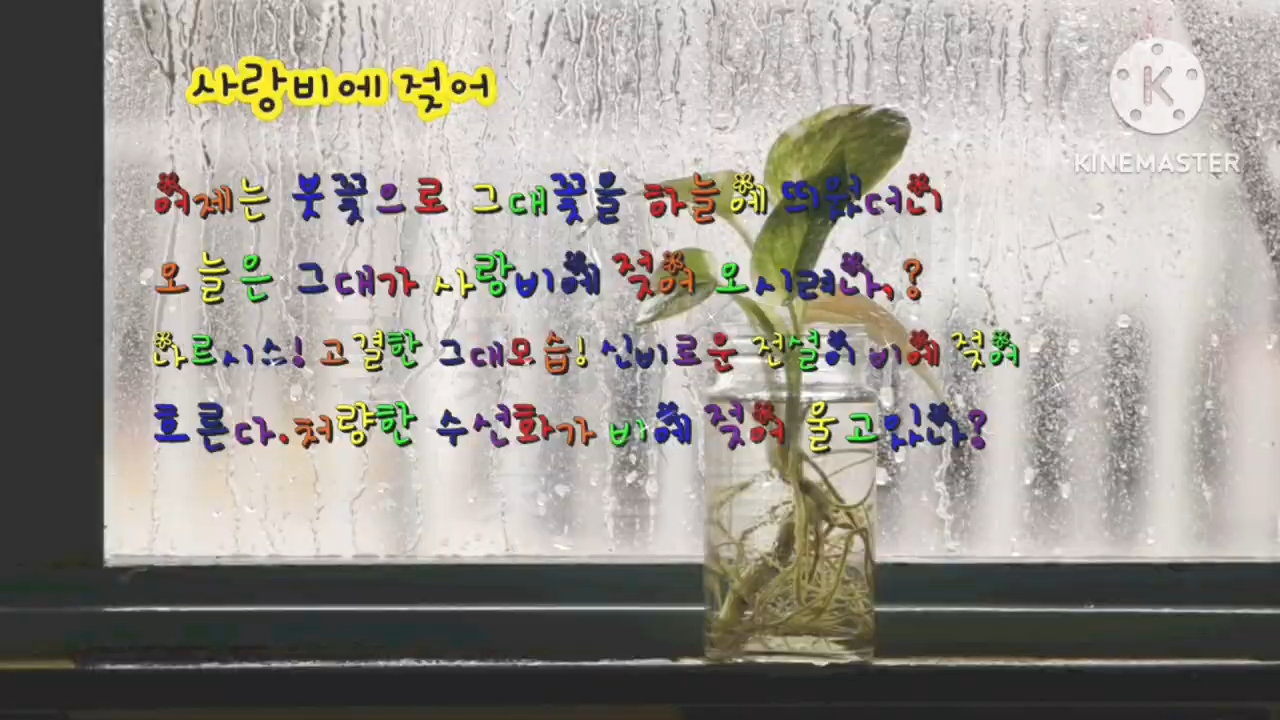 사랑비에 젖어
KINEMASTER
어제는 붓꽃으로 그대꽃을 하늘에 띄웠더니
오늘은 그대가 사랑비에 젖어 오시려나,?
나르시스! 고결한 그대모습! 신비로운 전설이 비에 젖어
흐른다.처량한 수선화가 비에 젖어 울고있나?